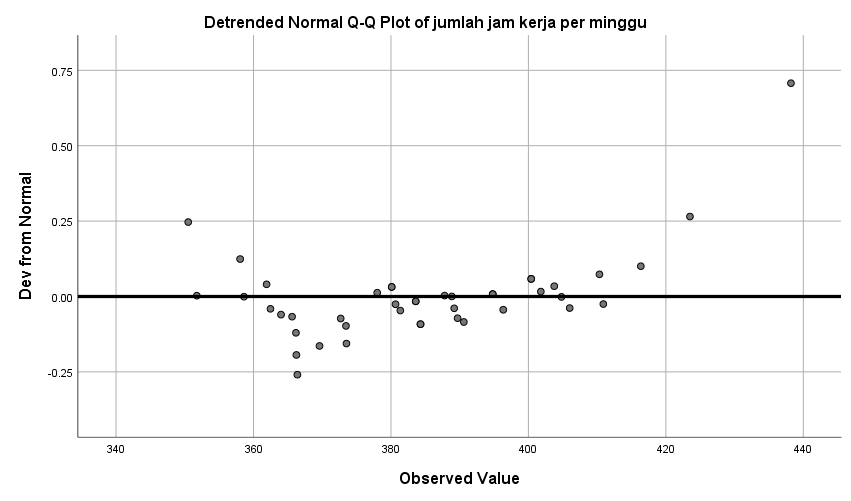 Detrended Normal Q-Q Plot of jumlah jam kerja per minggu
Dev from Normal
0.75
0.50
0.25
0.00
-0.25
340 360 380 400 420 440
Observed Value